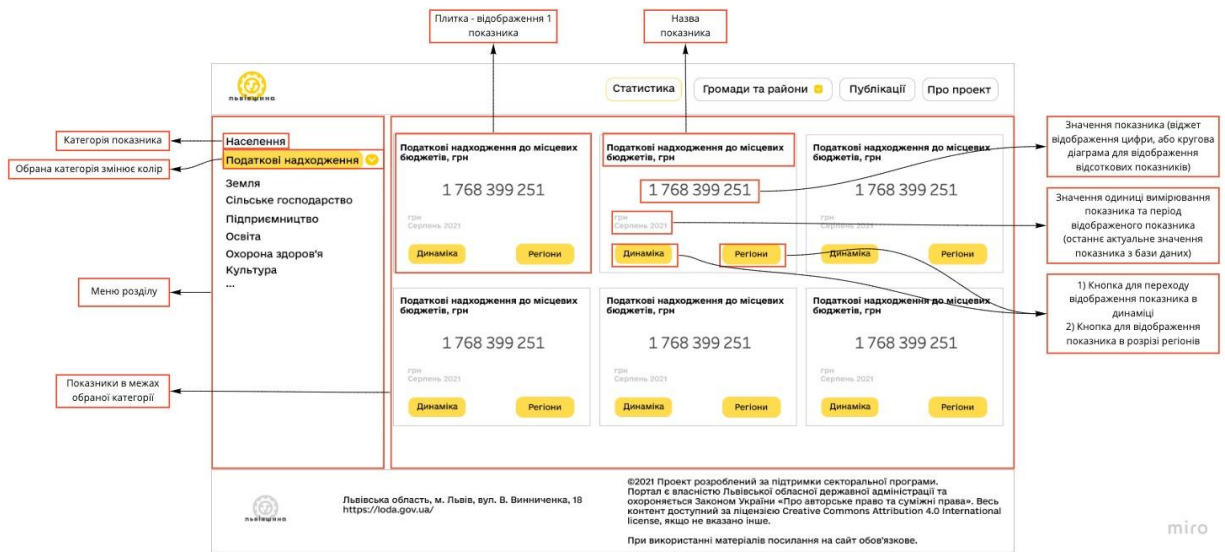 Плитка - відображення 1
показника
Назва
показника
львівщина
Статистика
Громади та райони
Публікації
Про проект
Категорія показника
Обрана категорія змінює колір
Меню розділу
Показники в межах
обраної категорії
Населення
Податкові надходження
Земля
Сільське господарство
Підприємництво
Освіта
Охорона здоров'я
Культура
...
Податкові надходження до місцевих
бюджетів, грн
1 768 399 251
грн
Серпень 2021
Динаміка
Регіони
Податкові надходження до місцевих
бюджетів, грн
1 768 399 251
грн
Серпень 2021
Динаміка
Регіони
Податкові надходження до місцевих
бюджетів, грн
1 768 399 251
грн
Серпень 2021
Динаміка
Регіони
Податкові надходження до місцевих
бюджетів, грн
1 768 399 251
грн
Серпень 2021
Динаміка
Регіони
Податкові надходження до місцевих
бюджетів, грн
1 768 399 251
грн
Серпень 2021
Динаміка
Регіони
Податкові надходження до місцевих
бюджетів, грн
1 768 399 251
грн
Серпень 2021
Динаміка
Регіони
Значення показника (віджет
відображення цифри, або кругова
діаграма для відображення
відсоткових показників)
Значення одиниці вимірювання
показника та період
відображеного показника
(останнє актуальне значення
показника з бази даних)
1) Кнопка для переходу
відображення показника в
динаміці
2) Кнопка для відображення
показника в розрізі регіонів
львівщина
Львівська область, м. Львів, вул. В. Винниченка, 18
https://loda.gov.ua/
©2021 Проект розроблений за підтримки секторальної програми.
Портал є власністю Львівської обласної державної адміністрації та
охороняється Законом України «Про авторське право та суміжні права». Весь
контент доступний за ліцензією Creative Commons Attribution 4.0 International
license, якщо не вказано інше.
При використанні матеріалів посилання на сайт обов'язкове.
miro